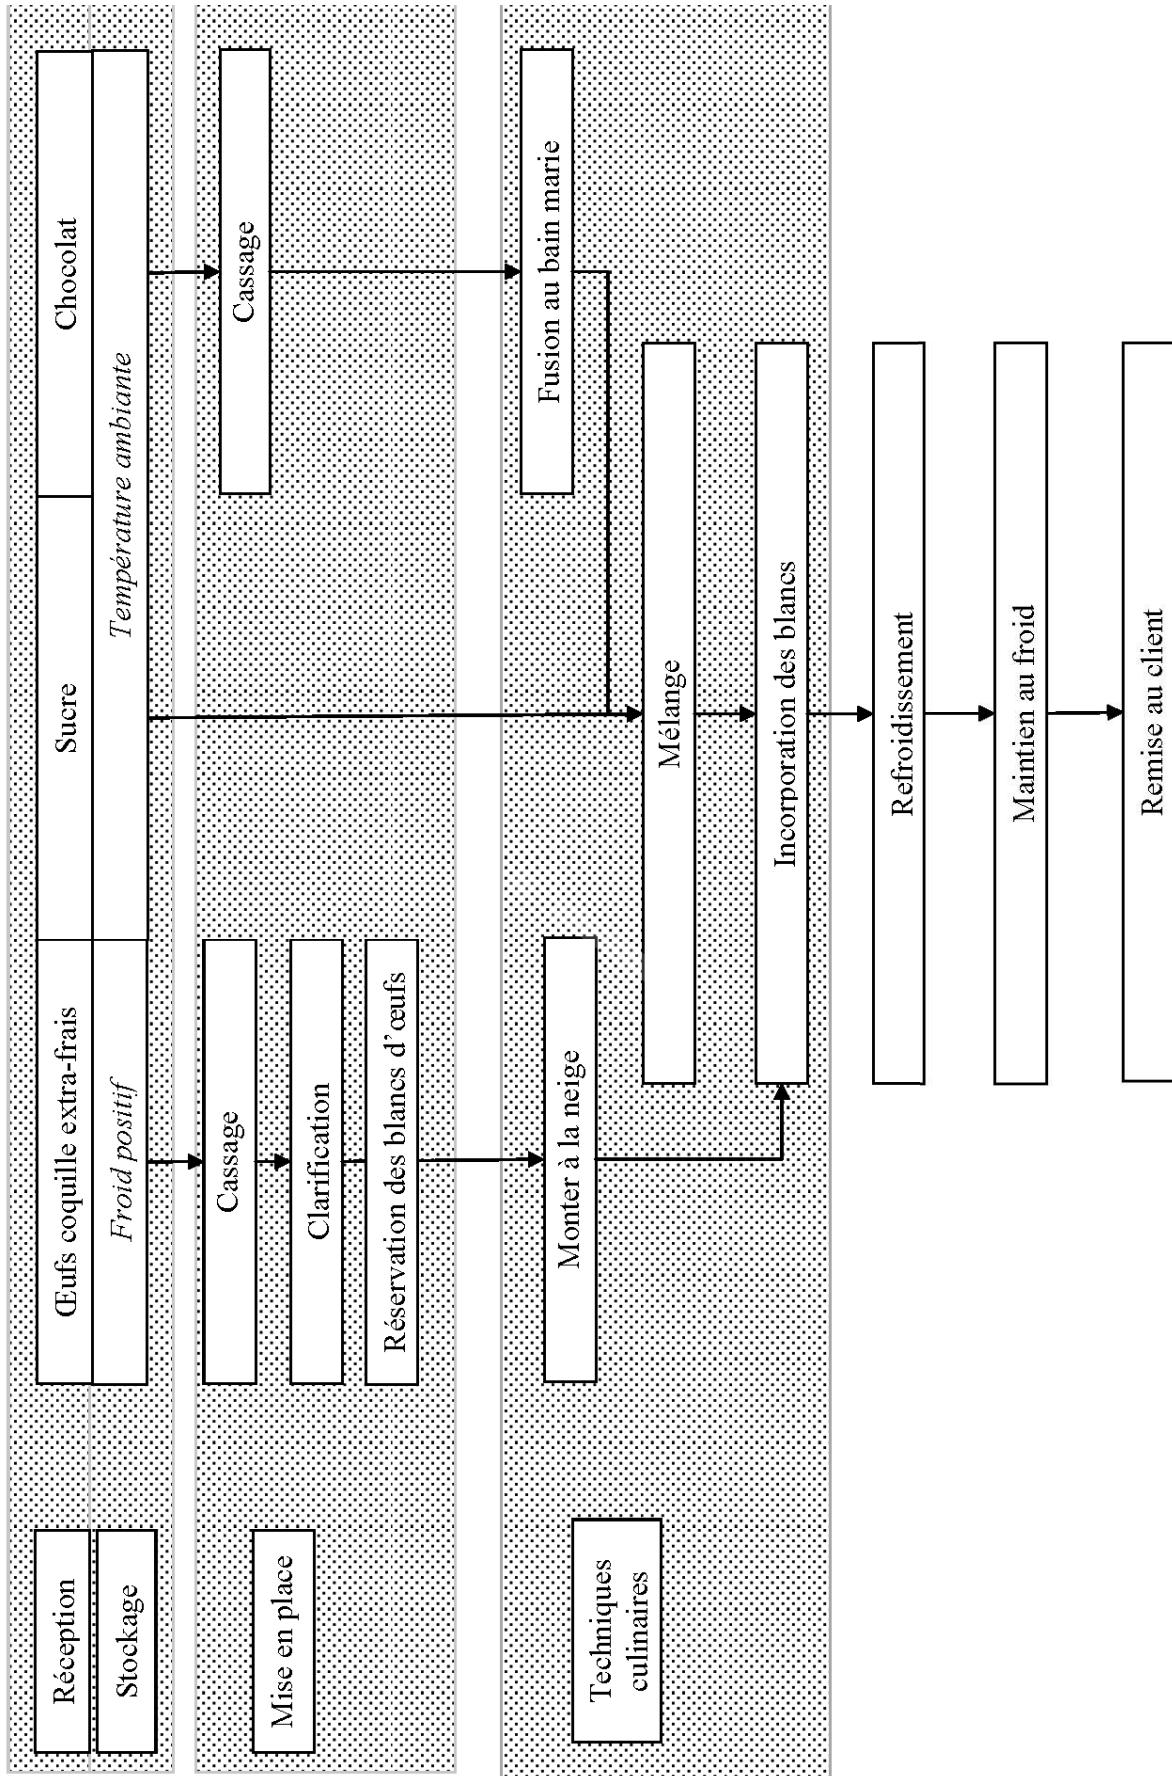 Réception
Œufs coquille extra-frais
Sucre
Chocolat
Stockage
Froid positif
Température ambiante
Mise en place
Cassage
Cassage
Clarification
Réservation des blancs d'œufs
Techniques
culinaires
Monter à la neige
Fusion au bain marie
Mélange
Incorporation des blancs
Refroidissement
Maintien au froid
Remise au client